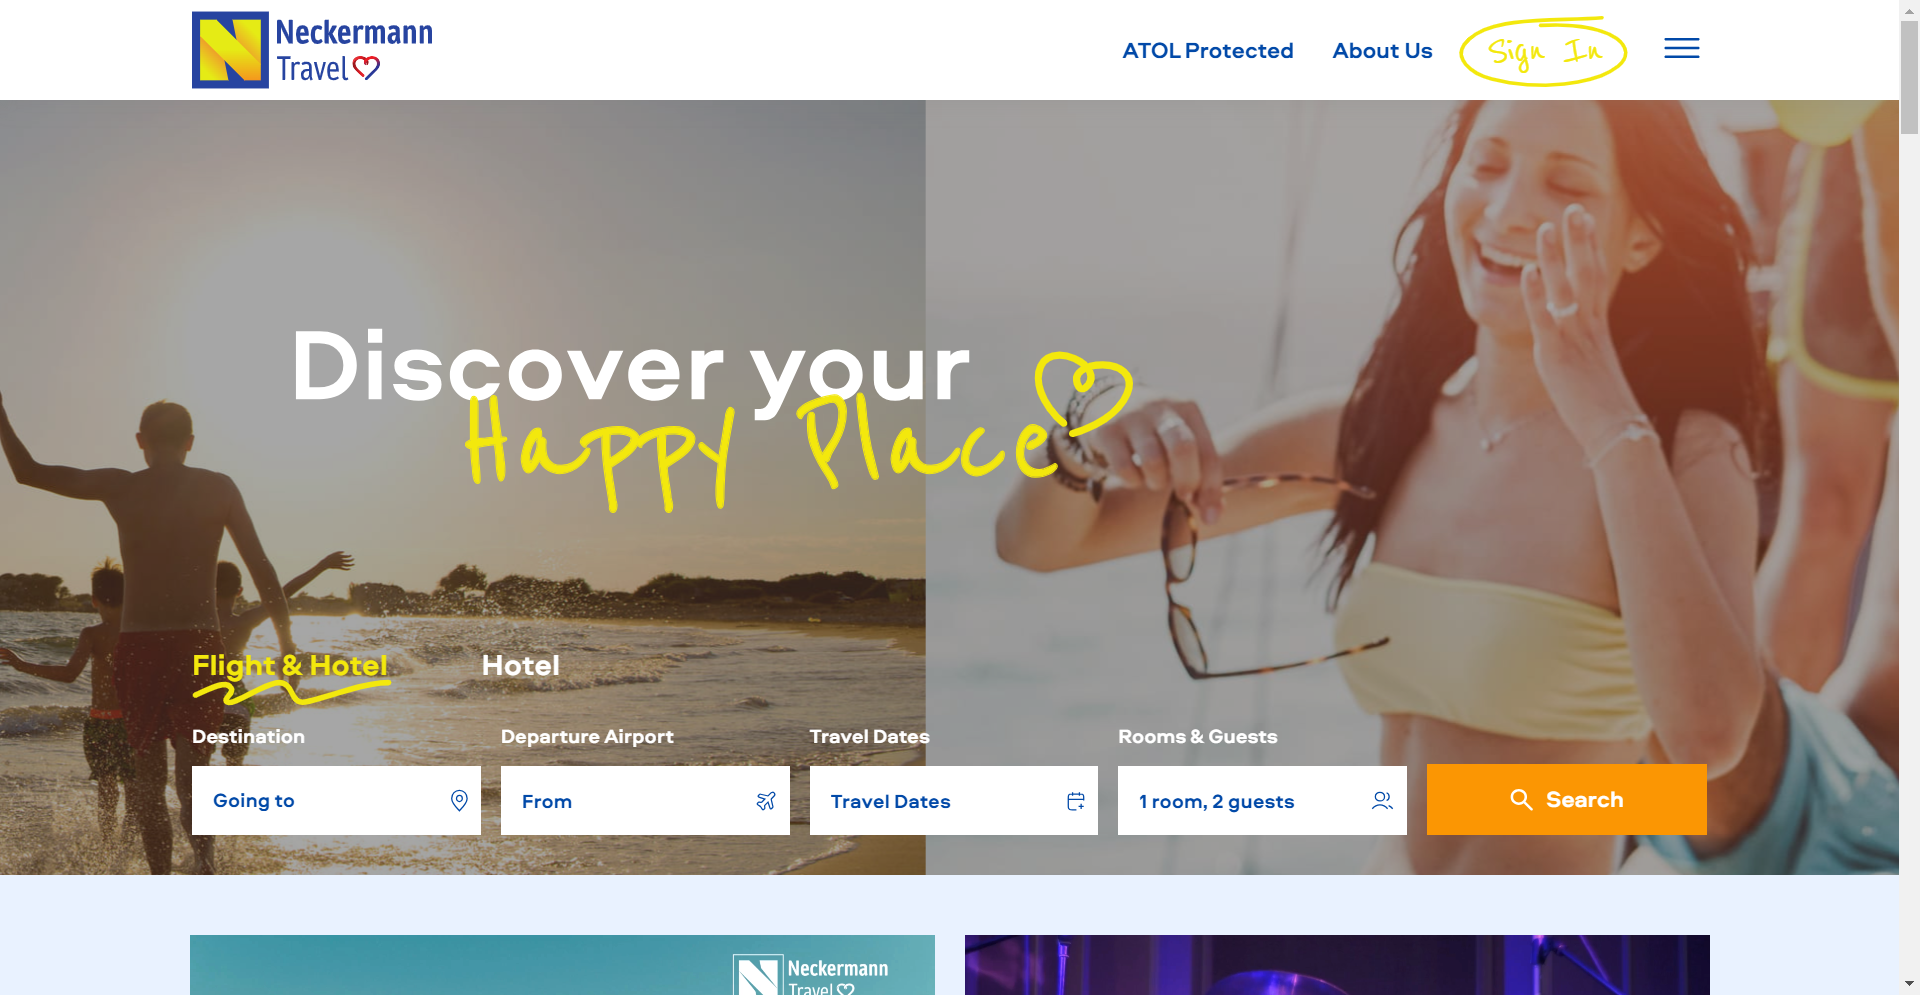 Neckermann
Travel
ATOL Protected
About Us
Sign In
Discover your
Happy Place
Flight & Hotel
Hotel
Destination
Departure Airport
Travel Dates
Rooms & Guests
Going to
From
Travel Dates
1 room, 2 guests
Search
Neckermann
Travel